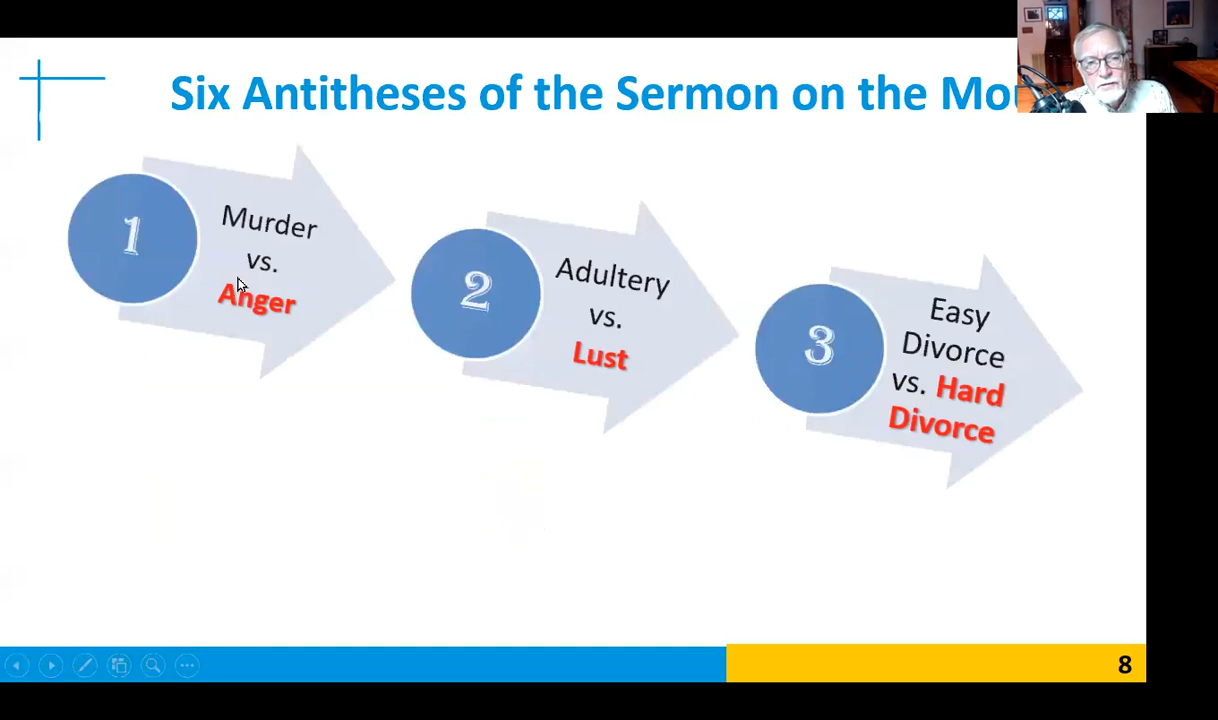 Six Antitheses of the Sermon on the
1
Murder
vs.
Anger
2
Adultery
vs.
Lust
3
Easy
Divorce
vs. Hard
Divorce
8